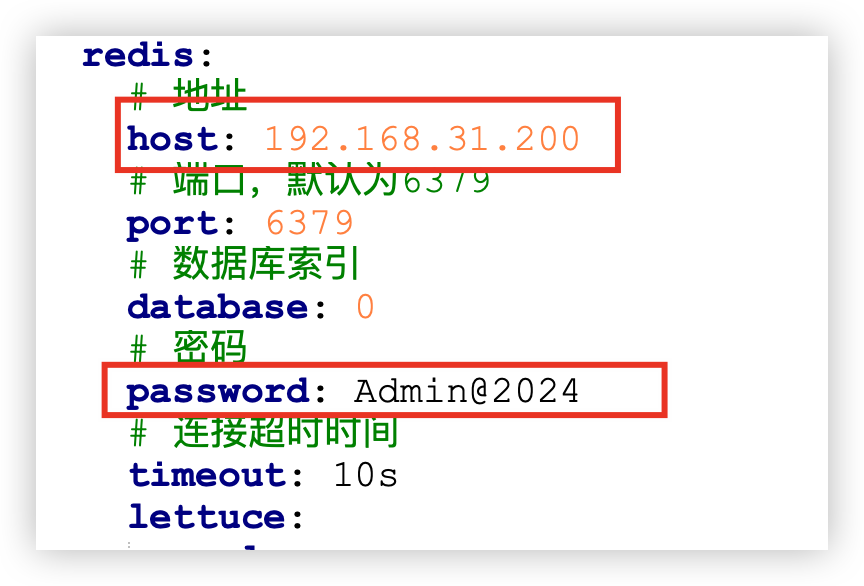 redis:
# 地址
host: 192.168.31.200
# 端口，默认为6379
port: 6379
# 数据库索引
database: 0
# 密码
password: Admin@2024
# 连接超时时间
timeout: 10s
lettuce: